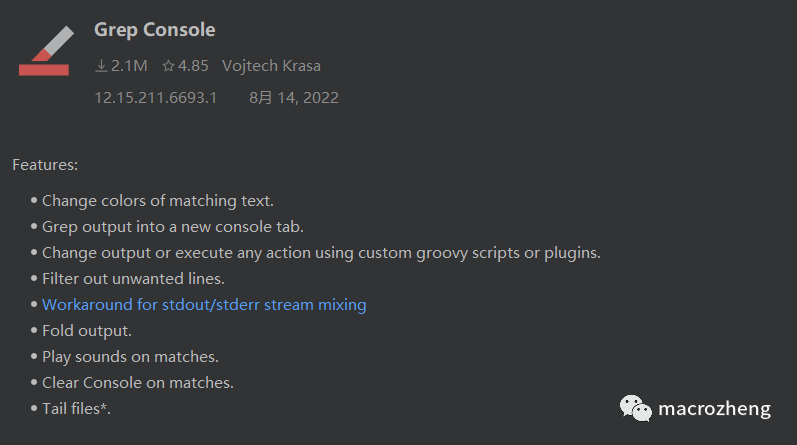 Grep Console
2.1M 4.85 Vojtech Krasa
12.15.211.6693.1 8月 14, 2022
Features:
• Change colors of matching text.
• Grep output into a new console tab.
• Change output or execute any action using custom groovy scripts or plugins.
• Filter out unwanted lines.
• Workaround for stdout/stderr stream mixing
• Fold output.
• Play sounds on matches.
• Clear Console on matches.
• Tail files*.
macrozheng